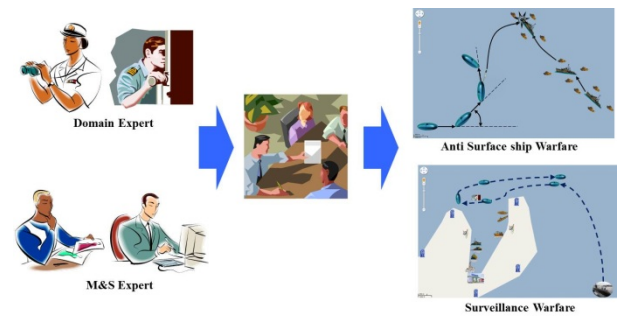 Domain Expert
Anti Surface ship Warfare
M&S Expert
Surveillance Warfare